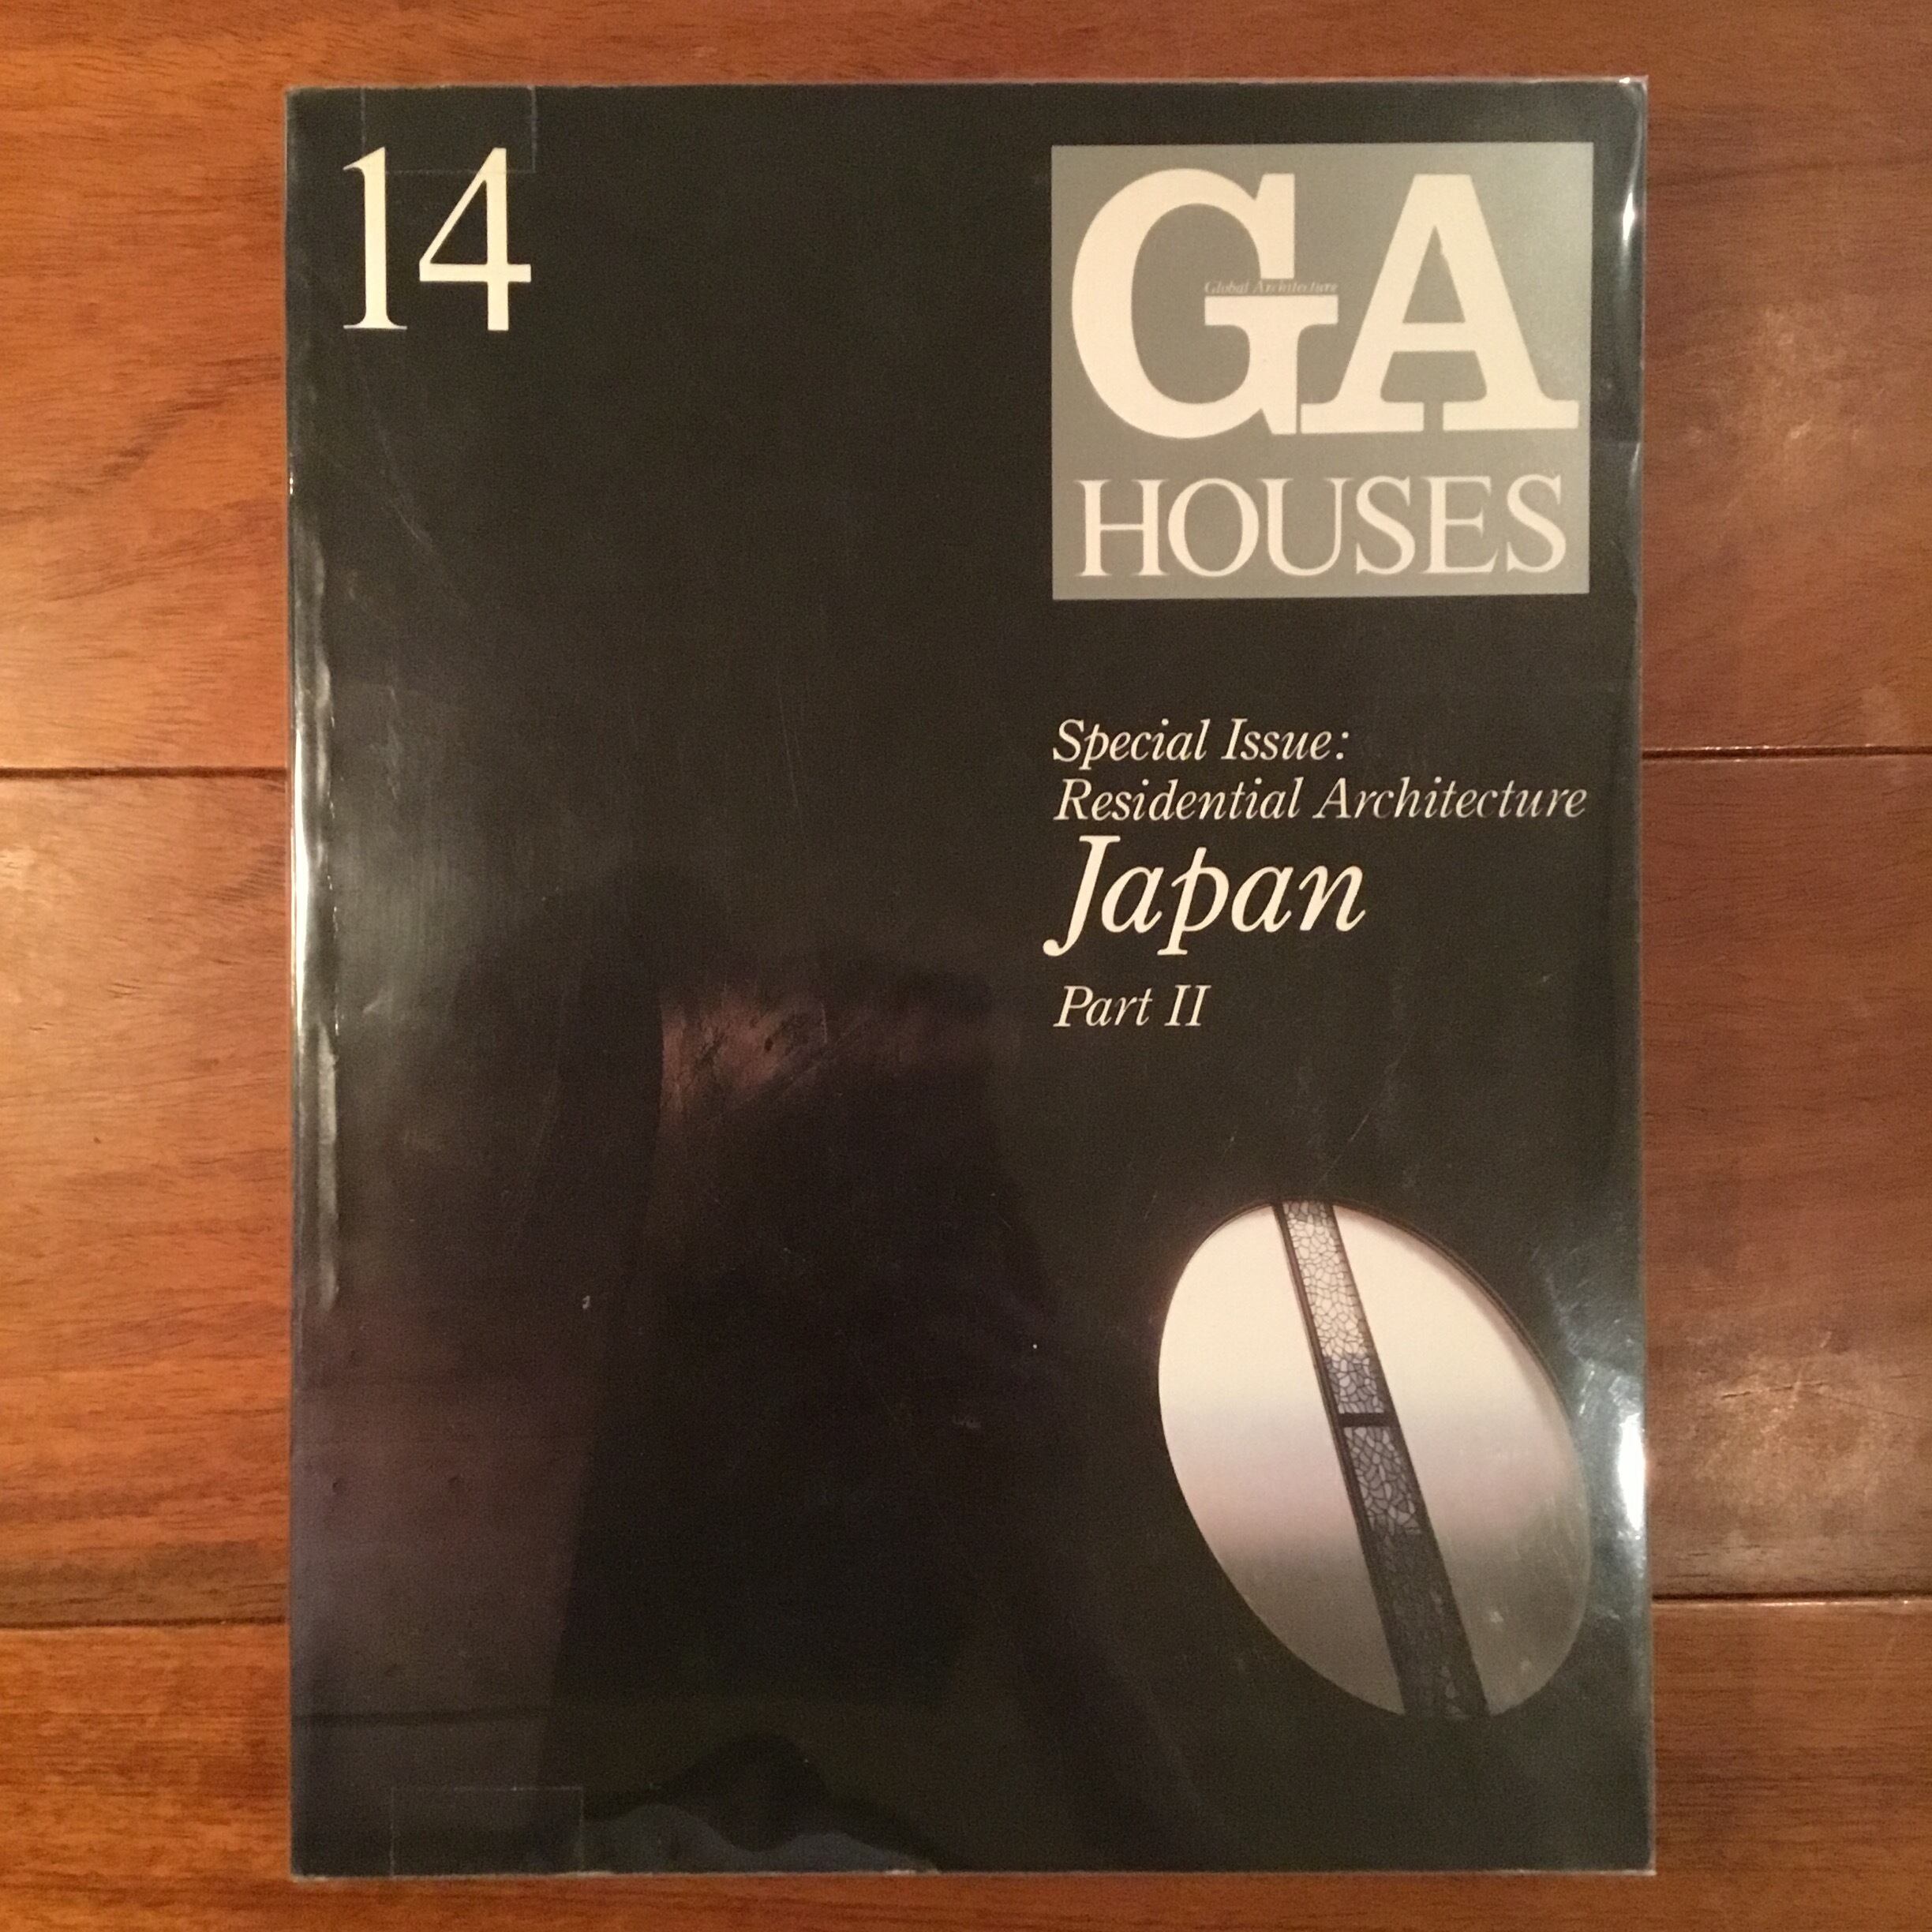 14
GA
Global Architecture
HOUSES
Special Issue:
Residential Architecture
Japan
Part II